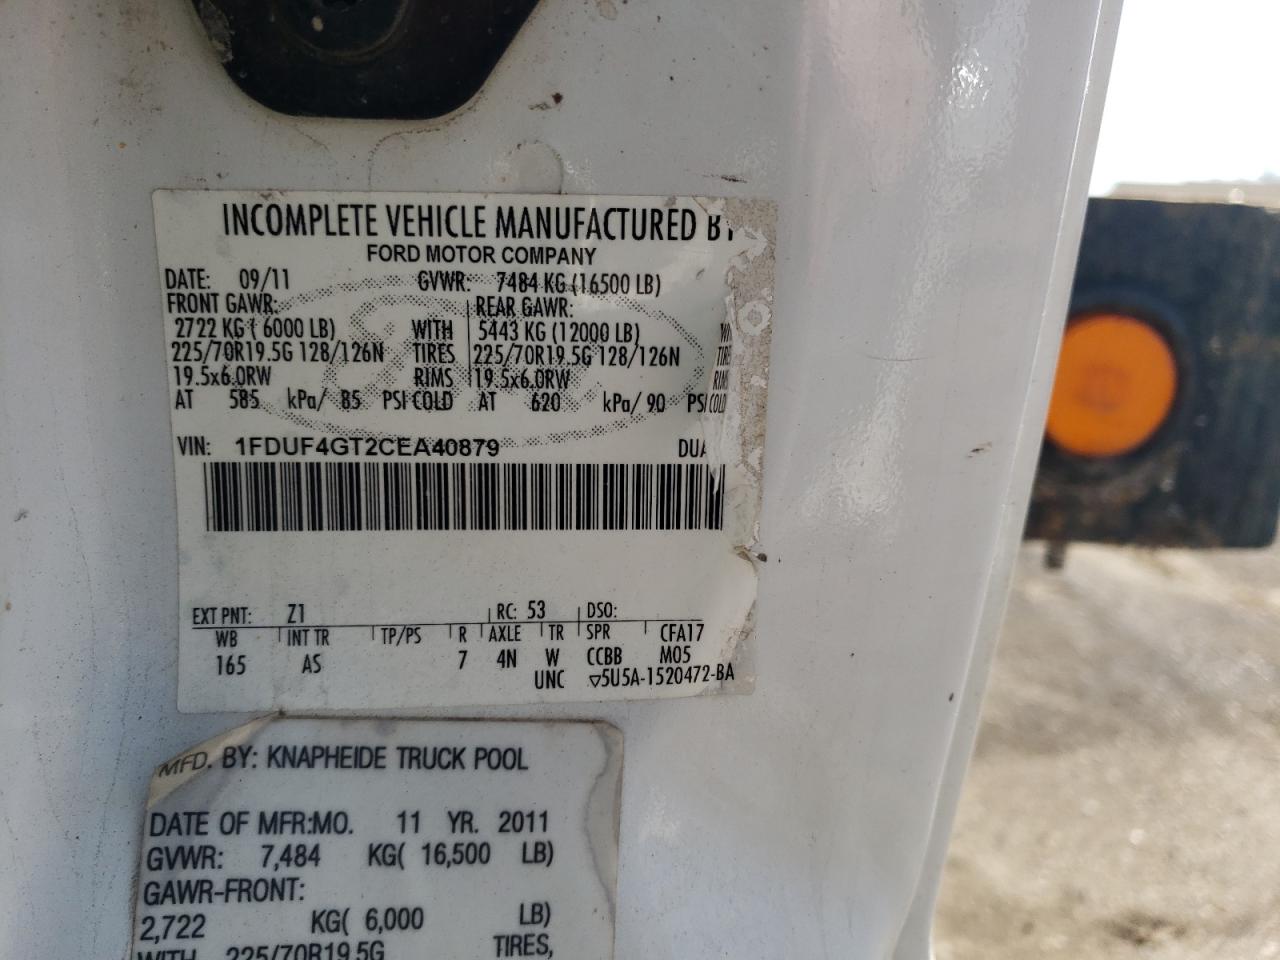 INCOMPLETE VEHICLE MANUFACTURED BY
FORD MOTOR COMPANY
DATE: 09/11 GVWR: 7484 KG (16500 LB)
FRONT GAWR: REAR GAWR:
2722 KG ( 6000 LB) WITH 5443 KG (12000 LB) WI
225/70R19.5G 128/126N TIRES 225/70R19.5G 128/126N TIRE
19.5x6.0RW RIMS 19.5x6.0RW RIM
AT 585 kPa/ 85 PSI COLD AT 620 kPa/ 90 PSI COLD
VIN: 1FDUF4GT2CEA40879 DUA
EXT PNT: Z1 RC: 53 DSO:
WB INT TR TP/PS R AXLE TR SPR CFA17
165 AS 7 4N W CCBB M05
UNC ▽5U5A-1520472-BA
MFD. BY: KNAPHEIDE TRUCK POOL
DATE OF MFR:MO. 11 YR. 2011
GVWR: 7,484 KG( 16,500 LB)
GAWR-FRONT:
2,722 KG( 6,000 LB)
WITH 225/70R19.5G TIRES,